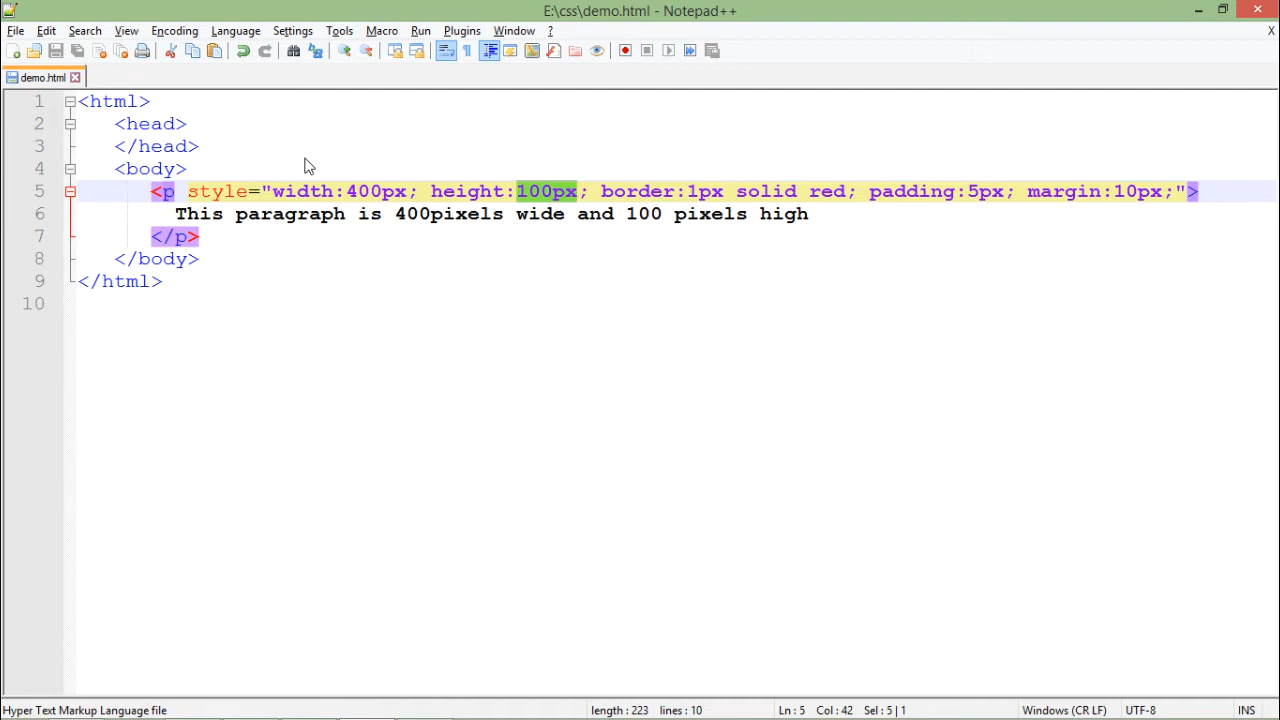 E:\css\demo.html - Notepad++
File Edit Search View Encoding Language Settings Tools Macro Run Plugins Window ? X
demo.html
1 <html>
2 <head>
3 </head>
4 <body>
5 <p style="width:400px; height:100px; border:1px solid red; padding:5px; margin:10px;">
6 This paragraph is 400pixels wide and 100 pixels high
7 </p>
8 </body>
9 </html>
10
Hyper Text Markup Language file length : 223 lines : 10 Ln : 5 Col : 42 Sel : 5 | 1 Windows (CR LF) UTF-8 INS